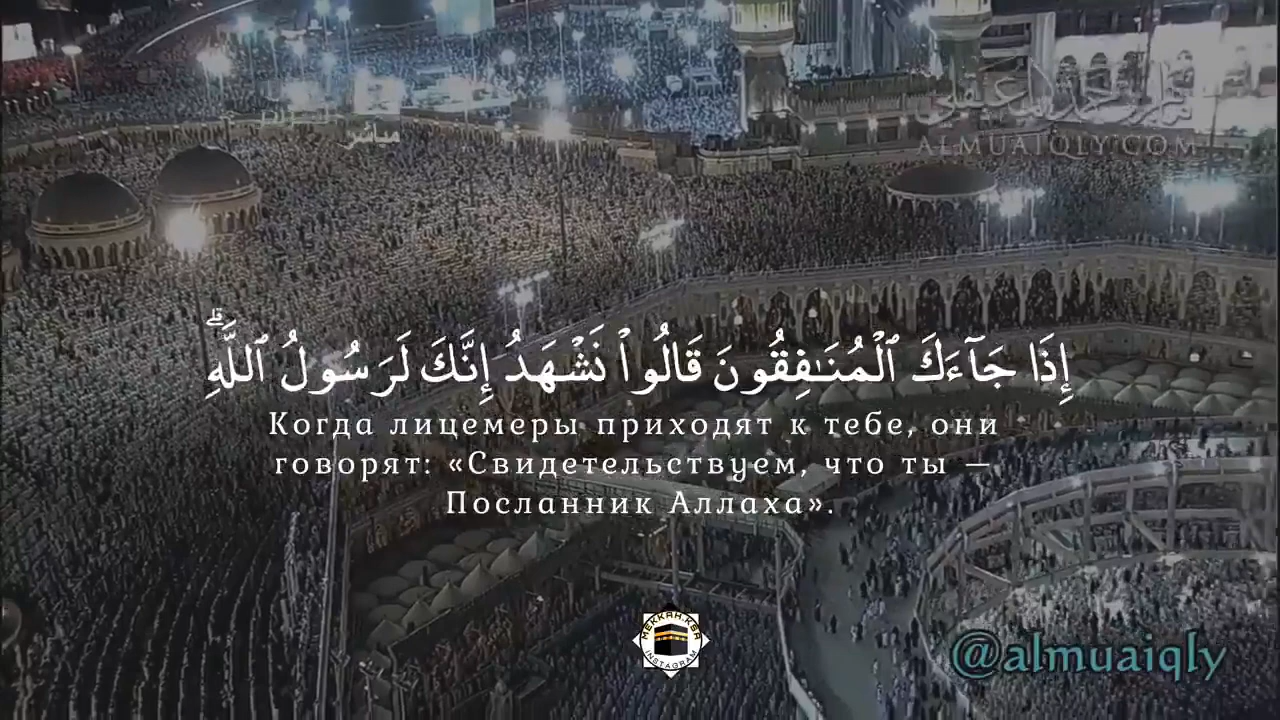 ALMUAIQLY.COM
مباشر
إِذَا جَآءَكَ ٱلْمُنَـٰفِقُونَ قَالُوا۟ نَشْهَدُ إِنَّكَ لَرَسُولُ ٱللَّهِ ۗ
Когда лицемеры приходят к тебе, они
говорят: «Свидетельствуем, что ты —
Посланник Аллаха».
MEKKAH.KSA
INSTAGRAM
@almuaiqly